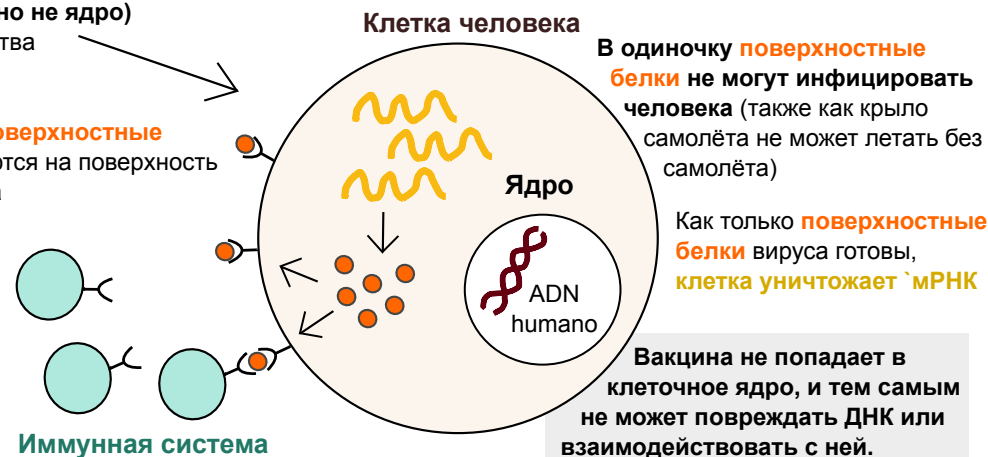 но не ядро)
тва
Клетка человека
В одиночку поверхностные
белки не могут инфицировать
человека (также как крыло
самолёта не может летать без
самолёта)
оверхностные
тся на поверхность
Ядро
Как только поверхностные
белки вируса готовы,
клетка уничтожает `мРНК
ADN
humano
Вакцина не попадает в
клеточное ядро, и тем самым
не может повреждать ДНК или
взаимодействовать с ней.
Иммунная система